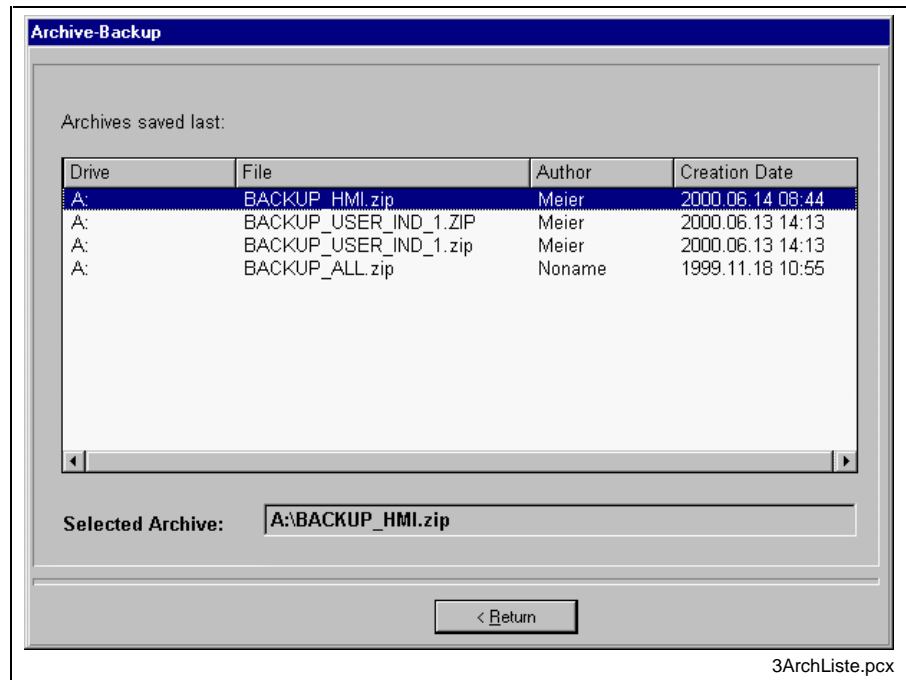 Archive-Backup
Archives saved last:
Drive File Author Creation Date
A: BACKUP_HMI.zip Meier 2000.06.14 08:44
A: BACKUP_USER_IND_1.ZIP Meier 2000.06.13 14:13
A: BACKUP_USER_IND_1.zip Meier 2000.06.13 14:13
A: BACKUP_ALL.zip Noname 1999.11.18 10:55
Selected Archive: A:\BACKUP_HMI.zip
< Return
3ArchListe.pcx